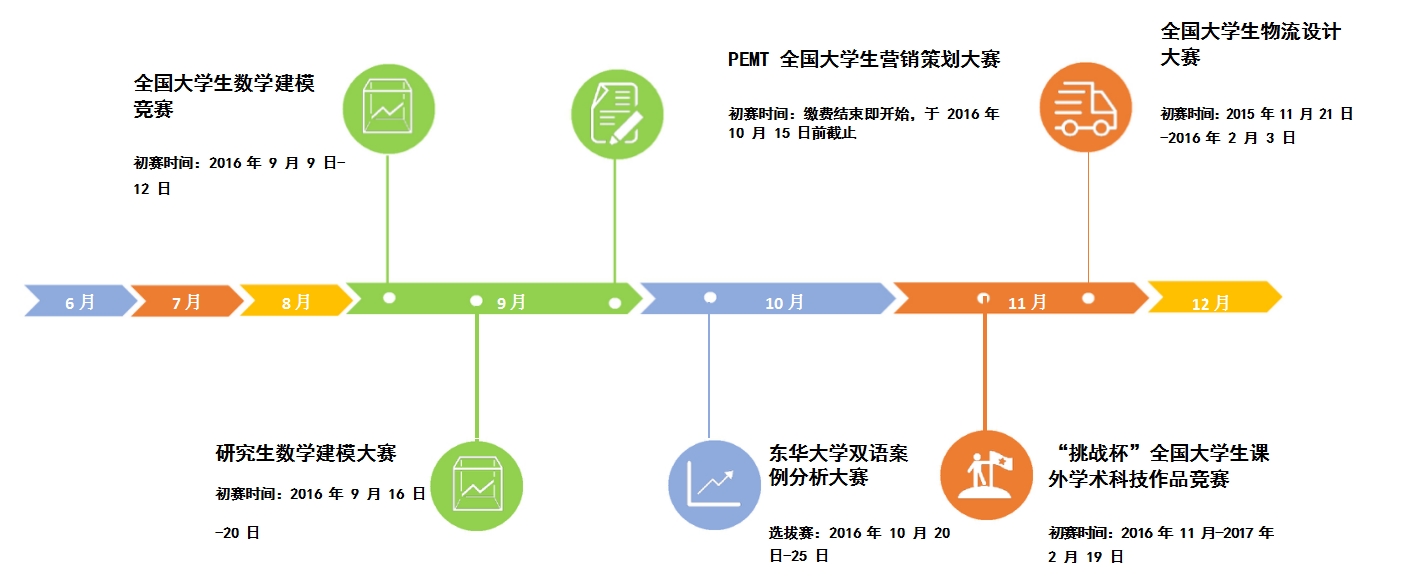 全国大学生数学建模
竞赛
初赛时间：2016 年 9 月 9 日-
12 日
PEMT 全国大学生营销策划大赛
初赛时间：缴费结束即开始，于 2016 年
10 月 15 日前截止
全国大学生物流设计
大赛
初赛时间：2015 年 11 月 21 日
-2016 年 2 月 3 日
6 月
7 月
8 月
9 月
10 月
11 月
12 月
研究生数学建模大赛
初赛时间：2016 年 9 月 16 日
-20 日
东华大学双语案
例分析大赛
选拔赛：2016 年 10 月 20
日-25 日
“挑战杯”全国大学生课
外学术科技作品竞赛
初赛时间：2016 年 11 月-2017 年
2 月 19 日